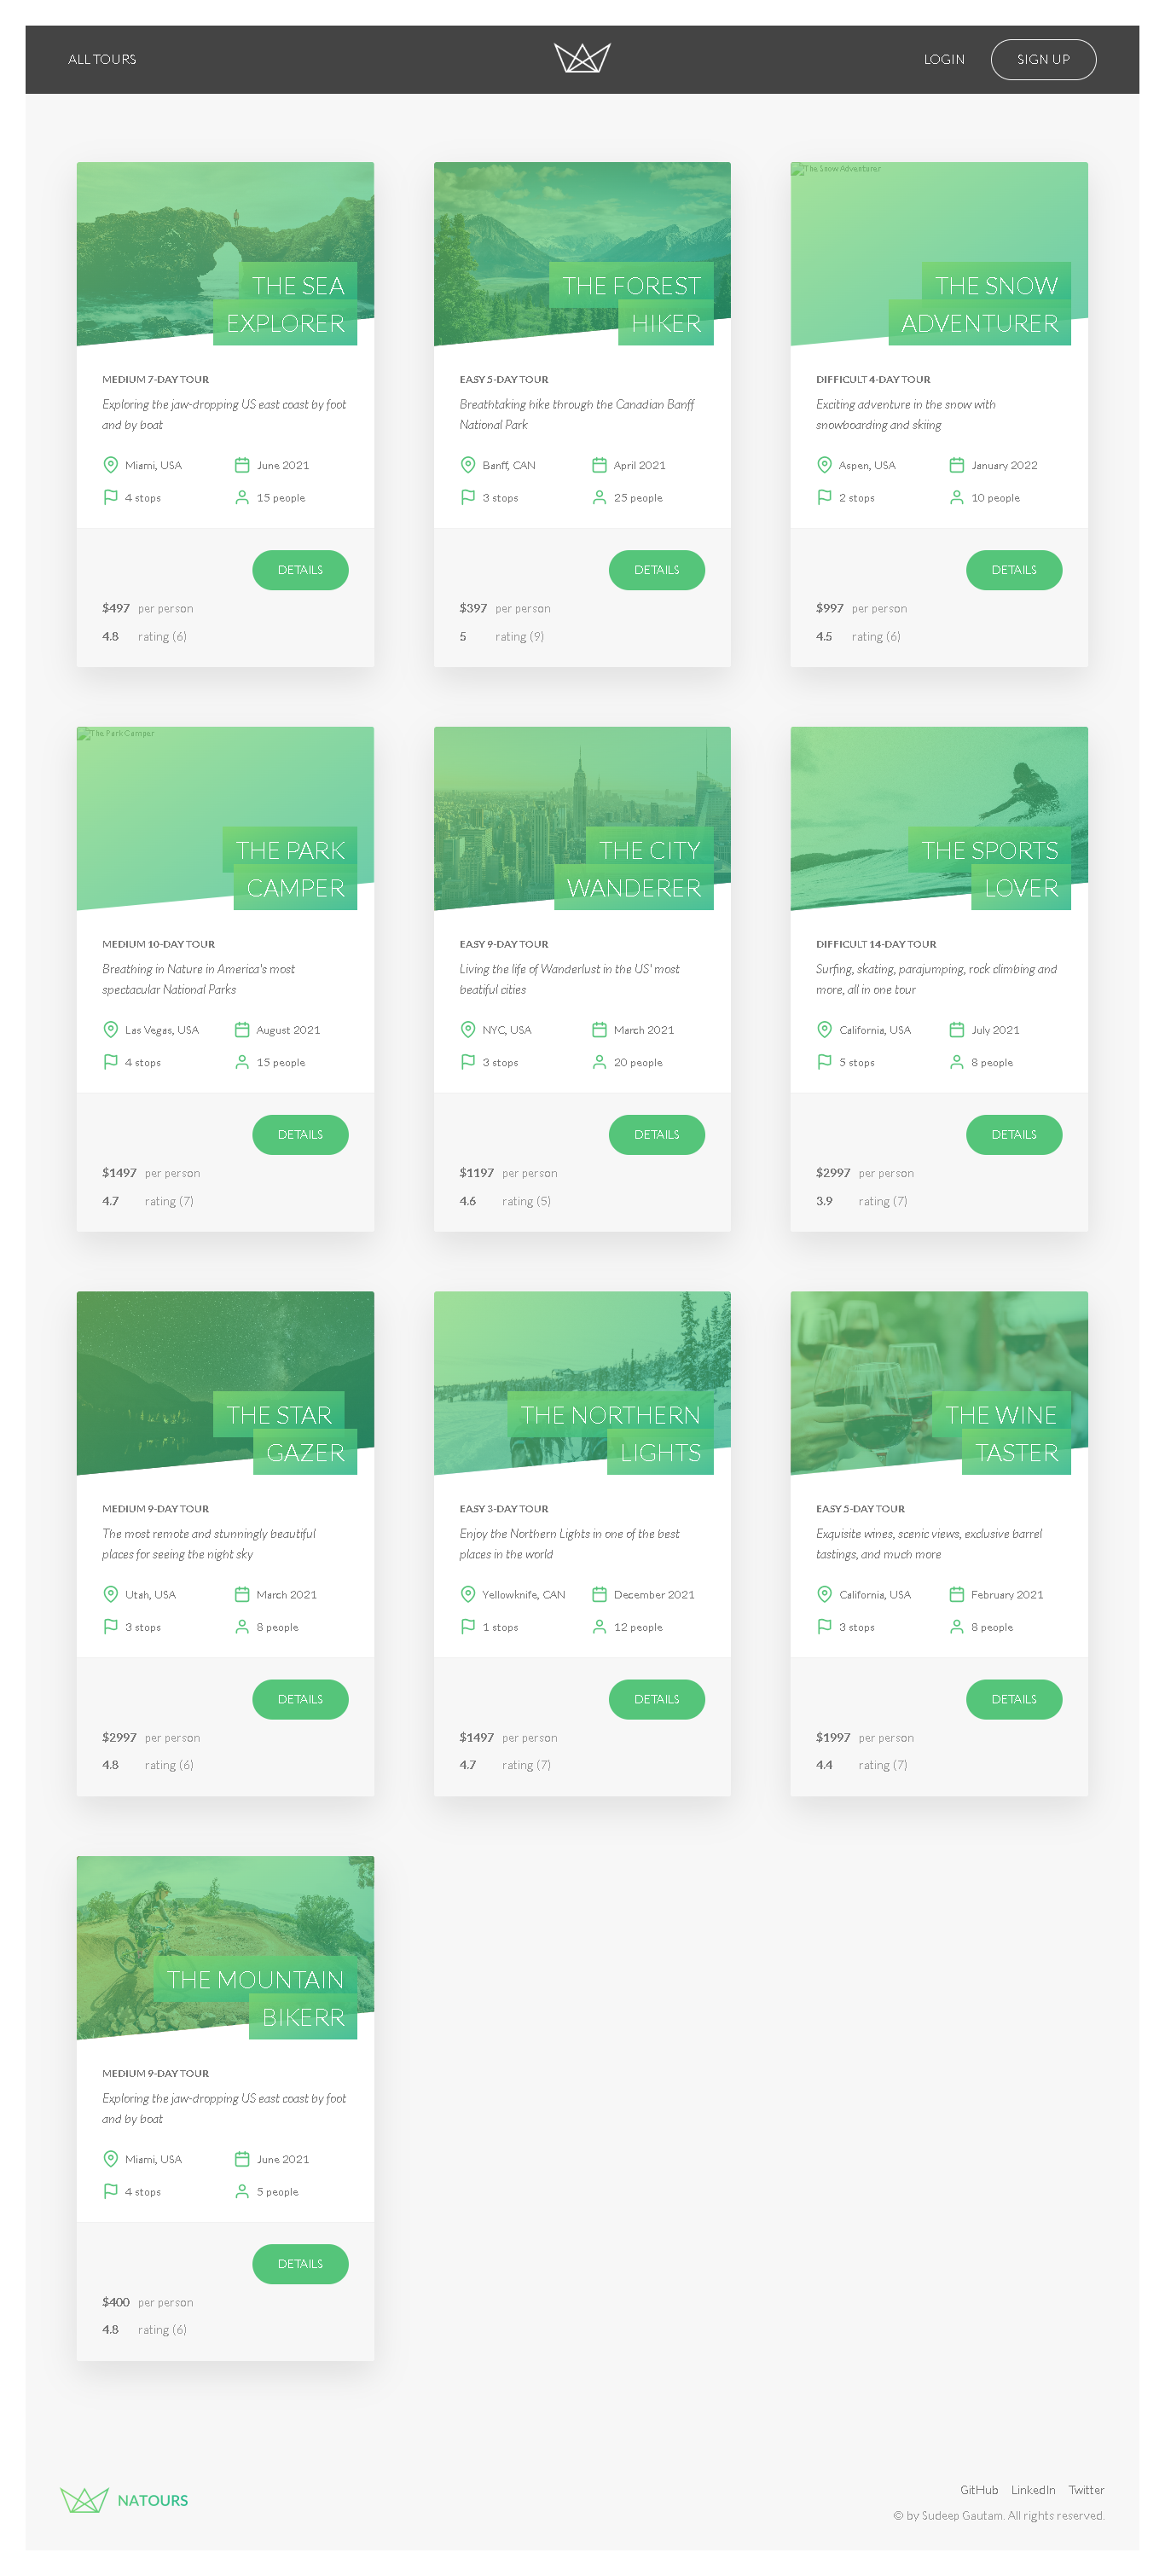 ALL TOURS
LOGIN
SIGN UP
THE SEA
EXPLORER
MEDIUM 7-DAY TOUR
Exploring the jaw-dropping US east coast by foot
and by boat
Miami, USA
June 2021
4 stops
15 people
DETAILS
$497 per person
4.8 rating (6)
THE FOREST
HIKER
EASY 5-DAY TOUR
Breathtaking hike through the Canadian Banff
National Park
Banff, CAN
April 2021
3 stops
25 people
DETAILS
$397 per person
5 rating (9)
The Snow Adventurer
THE SNOW
ADVENTURER
DIFFICULT 4-DAY TOUR
Exciting adventure in the snow with
snowboarding and skiing
Aspen, USA
January 2022
2 stops
10 people
DETAILS
$997 per person
4.5 rating (6)
The Park Camper
THE PARK
CAMPER
MEDIUM 10-DAY TOUR
Breathing in Nature in America's most
spectacular National Parks
Las Vegas, USA
August 2021
4 stops
15 people
DETAILS
$1497 per person
4.7 rating (7)
THE CITY
WANDERER
EASY 9-DAY TOUR
Living the life of Wanderlust in the US' most
beatiful cities
NYC, USA
March 2021
3 stops
20 people
DETAILS
$1197 per person
4.6 rating (5)
THE SPORTS
LOVER
DIFFICULT 14-DAY TOUR
Surfing, skating, parajumping, rock climbing and
more, all in one tour
California, USA
July 2021
5 stops
8 people
DETAILS
$2997 per person
3.9 rating (7)
THE STAR
GAZER
MEDIUM 9-DAY TOUR
The most remote and stunningly beautiful
places for seeing the night sky
Utah, USA
March 2021
3 stops
8 people
DETAILS
$2997 per person
4.8 rating (6)
THE NORTHERN
LIGHTS
EASY 3-DAY TOUR
Enjoy the Northern Lights in one of the best
places in the world
Yellowknife, CAN
December 2021
1 stops
12 people
DETAILS
$1497 per person
4.7 rating (7)
THE WINE
TASTER
EASY 5-DAY TOUR
Exquisite wines, scenic views, exclusive barrel
tastings, and much more
California, USA
February 2021
3 stops
8 people
DETAILS
$1997 per person
4.4 rating (7)
THE MOUNTAIN
BIKERR
MEDIUM 9-DAY TOUR
Exploring the jaw-dropping US east coast by foot
and by boat
Miami, USA
June 2021
4 stops
5 people
DETAILS
$400 per person
4.8 rating (6)
NATOURS
GitHub LinkedIn Twitter
© by Sudeep Gautam. All rights reserved.